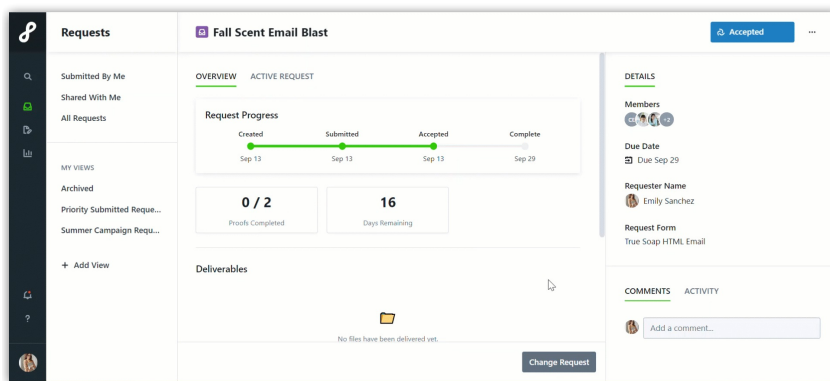 Requests
Submitted By Me
Shared With Me
All Requests
MY VIEWS
Archived
Priority Submitted Reque...
Summer Campaign Requ...
+ Add View
?
Fall Scent Email Blast
Accepted
...
OVERVIEW ACTIVE REQUEST
Request Progress
Created Submitted Accepted Complete
Sep 13 Sep 13 Sep 13 Sep 29
0 / 2
Proofs Completed
16
Days Remaining
Deliverables
No files have been delivered yet.
Change Request
DETAILS
Members
+2
Due Date
Due Sep 29
Requester Name
Emily Sanchez
Request Form
True Soap HTML Email
COMMENTS ACTIVITY
Add a comment...